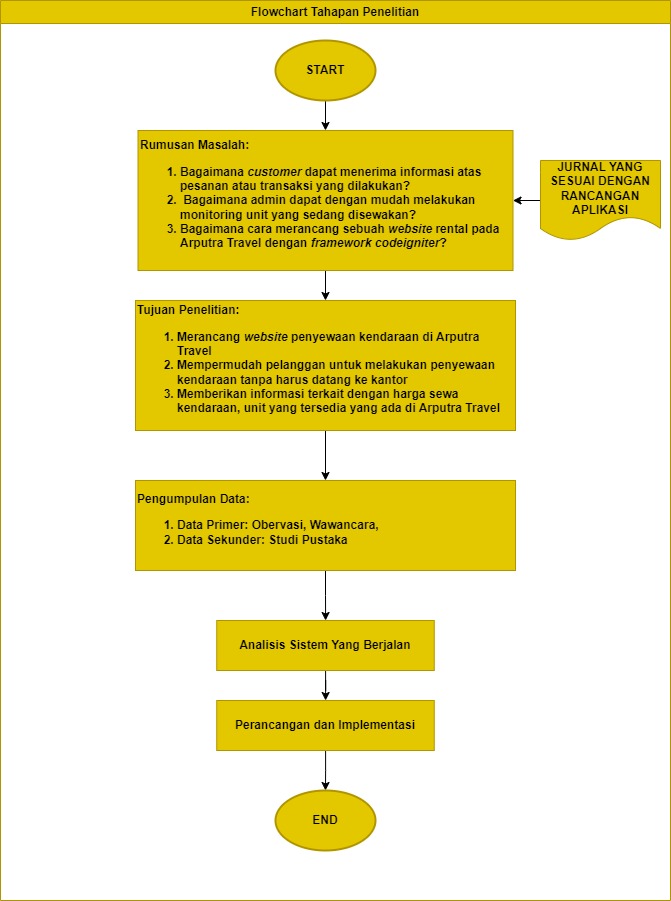 Flowchart Tahapan Penelitian
START
Rumusan Masalah:
1. Bagaimana customer dapat menerima informasi atas
pesanan atau transaksi yang dilakukan?
2. Bagaimana admin dapat dengan mudah melakukan
monitoring unit yang sedang disewakan?
3. Bagaimana cara merancang sebuah website rental pada
Arputra Travel dengan framework codeigniter?
JURNAL YANG
SESUAI DENGAN
RANCANGAN
APLIKASI
Tujuan Penelitian:
1. Merancang website penyewaan kendaraan di Arputra
Travel
2. Mempermudah pelanggan untuk melakukan penyewaan
kendaraan tanpa harus datang ke kantor
3. Memberikan informasi terkait dengan harga sewa
kendaraan, unit yang tersedia yang ada di Arputra Travel
Pengumpulan Data:
1. Data Primer: Obervasi, Wawancara,
2. Data Sekunder: Studi Pustaka
Analisis Sistem Yang Berjalan
Perancangan dan Implementasi
END